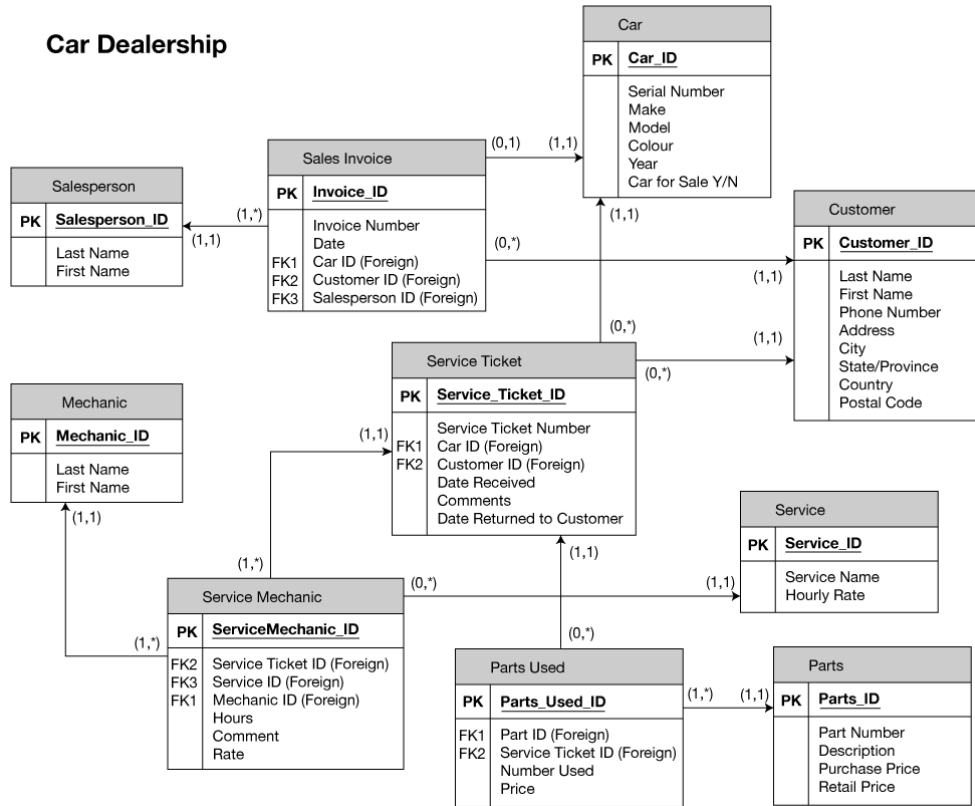 Car Dealership
Car
PK Car_ID
Serial Number
Make
Model
Colour
Year
Car for Sale Y/N
(0,1)
(1,1)
(1,1)
Sales Invoice
PK Invoice_ID
Invoice Number
Date
FK1 Car ID (Foreign)
FK2 Customer ID (Foreign)
FK3 Salesperson ID (Foreign)
Salesperson
PK Salesperson_ID
Last Name
First Name
(1,*)
(1,1)
(0,*)
(1,1)
Customer
PK Customer_ID
Last Name
First Name
Phone Number
Address
City
State/Province
Country
Postal Code
(0,*)
(1,1)
(0,*)
Service Ticket
PK Service_Ticket_ID
Service Ticket Number
FK1 Car ID (Foreign)
FK2 Customer ID (Foreign)
Date Received
Comments
Date Returned to Customer
(1,1)
(1,1)
Mechanic
PK Mechanic_ID
Last Name
First Name
(1,1)
(1,*)
(0,*)
(1,1)
Service
PK Service_ID
Service Name
Hourly Rate
Service Mechanic
PK ServiceMechanic_ID
FK2 Service Ticket ID (Foreign)
FK3 Service ID (Foreign)
FK1 Mechanic ID (Foreign)
Hours
Comment
Rate
(1,*)
(0,*)
Parts Used
PK Parts_Used_ID
FK1 Part ID (Foreign)
FK2 Service Ticket ID (Foreign)
Number Used
Price
(1,*)
(1,1)
Parts
PK Parts_ID
Part Number
Description
Purchase Price
Retail Price